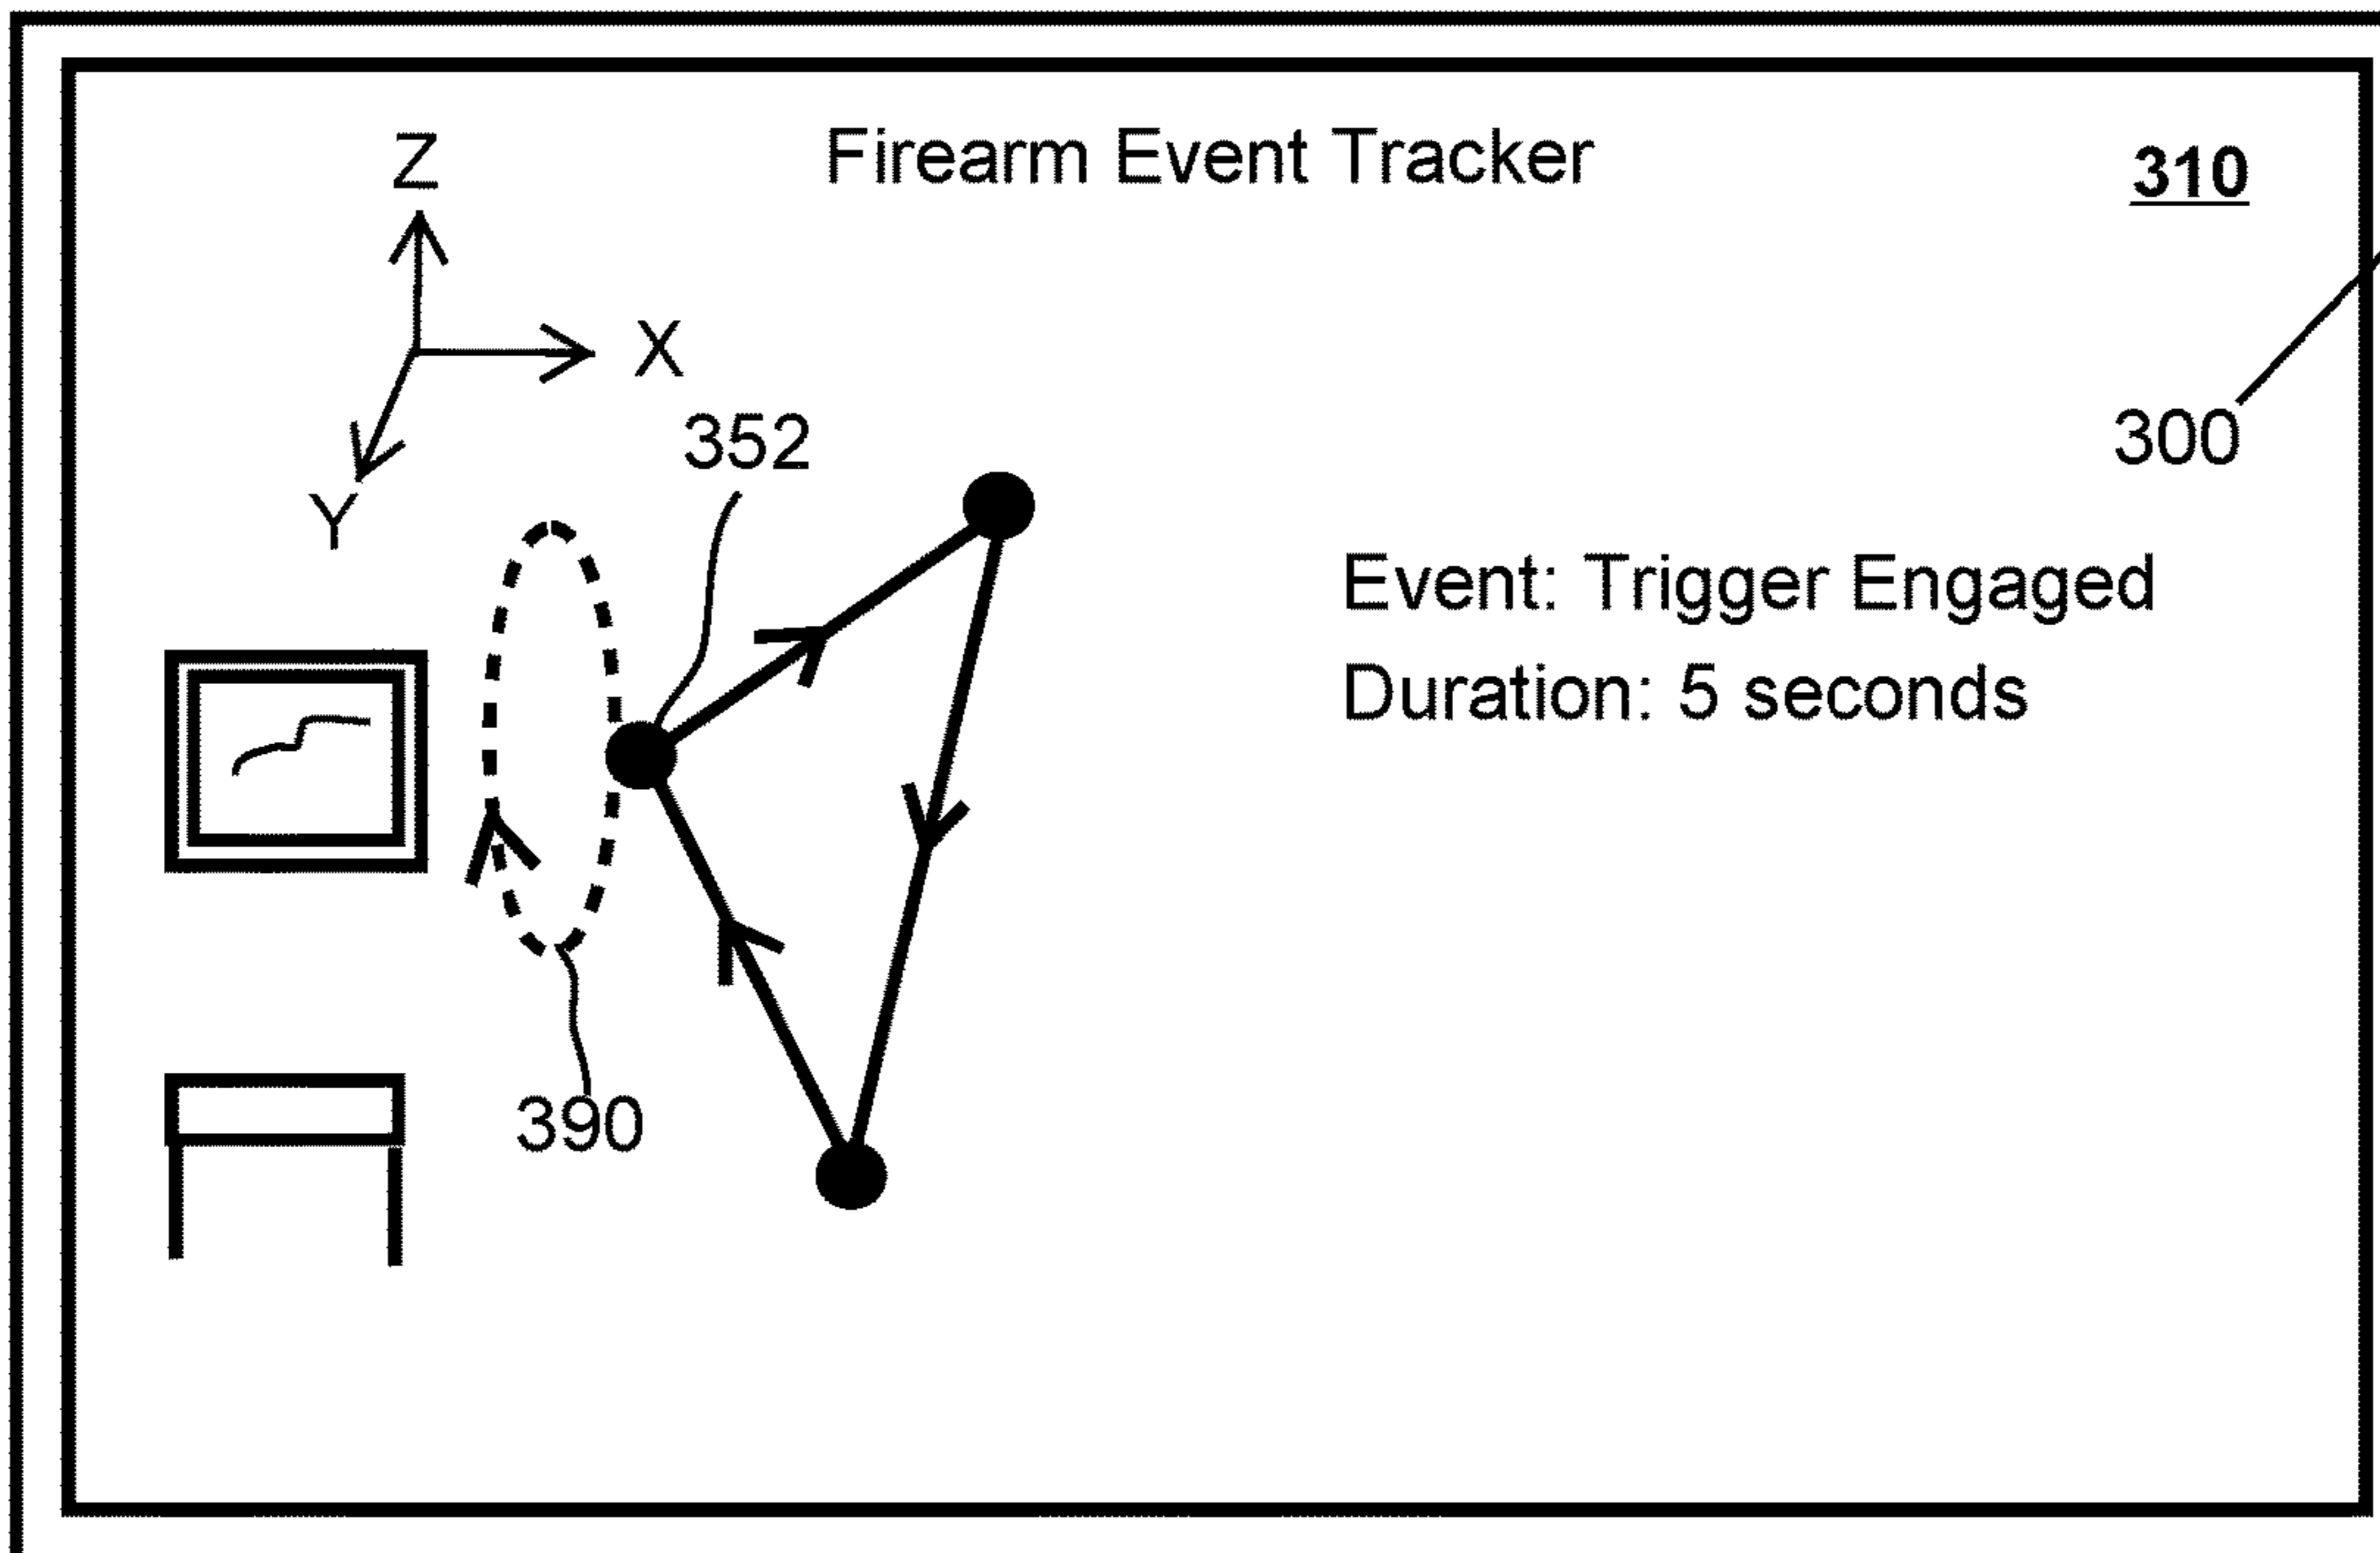 Firearm Event Tracker
310
Z
X
Y
352
300
Event: Trigger Engaged
Duration: 5 seconds
390